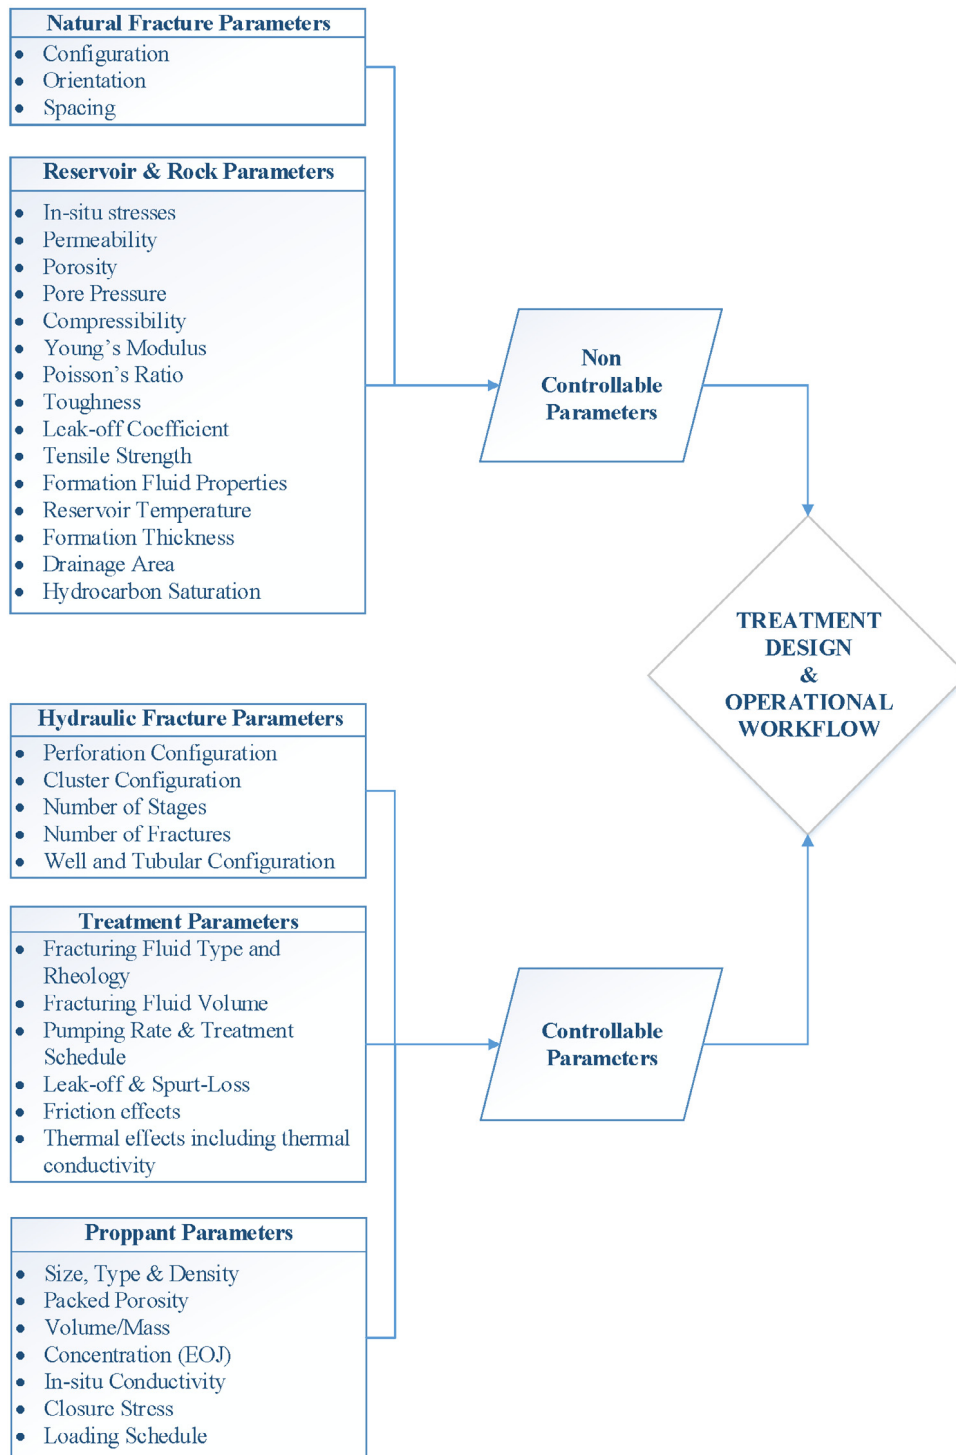 Natural Fracture Parameters
• Configuration
• Orientation
• Spacing
Reservoir & Rock Parameters
• In-situ stresses
• Permeability
• Porosity
• Pore Pressure
• Compressibility
• Young's Modulus
• Poisson's Ratio
• Toughness
• Leak-off Coefficient
• Tensile Strength
• Formation Fluid Properties
• Reservoir Temperature
• Formation Thickness
• Drainage Area
• Hydrocarbon Saturation
Non
Controllable
Parameters
TREATMENT
DESIGN
&
OPERATIONAL
WORKFLOW
Hydraulic Fracture Parameters
• Perforation Configuration
• Cluster Configuration
• Number of Stages
• Number of Fractures
• Well and Tubular Configuration
Treatment Parameters
• Fracturing Fluid Type and
Rheology
• Fracturing Fluid Volume
• Pumping Rate & Treatment
Schedule
• Leak-off & Spurt-Loss
• Friction effects
• Thermal effects including thermal
conductivity
Controllable
Parameters
Proppant Parameters
• Size, Type & Density
• Packed Porosity
• Volume/Mass
• Concentration (EOJ)
• In-situ Conductivity
• Closure Stress
• Loading Schedule